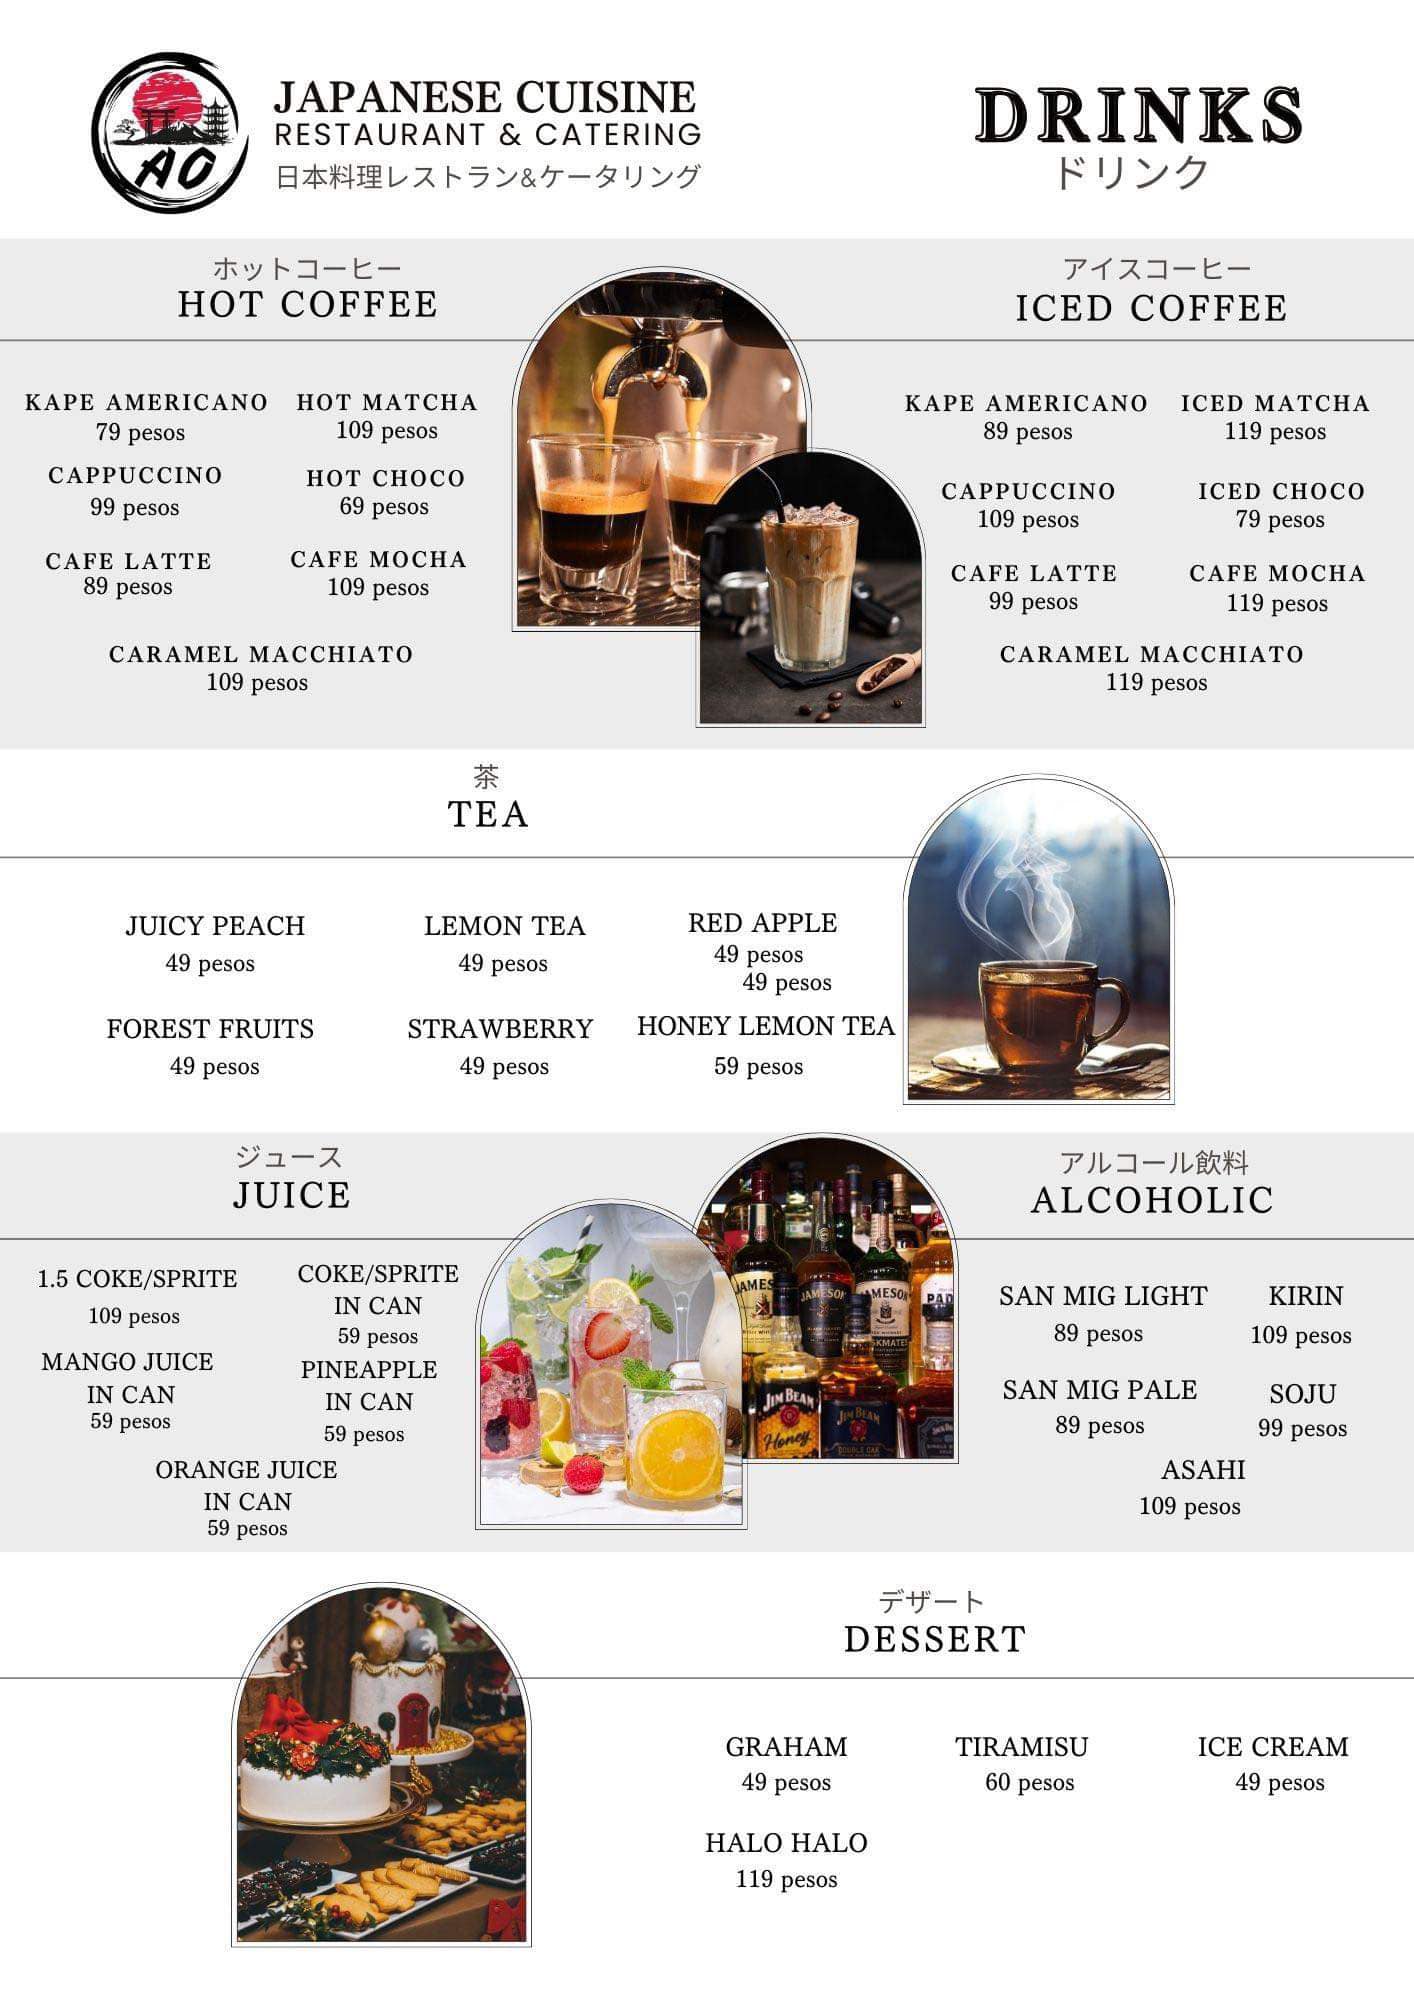 AO
JAPANESE CUISINE
RESTAURANT & CATERING
日本料理レストラン&ケータリング
DRINKS
ドリンク
ホットコーヒー
HOT COFFEE
KAPE AMERICANO
79 pesos
HOT MATCHA
109 pesos
CAPPUCCINO
99 pesos
HOT CHOCO
69 pesos
CAFE LATTE
89 pesos
CAFE MOCHA
109 pesos
CARAMEL MACCHIATO
109 pesos
アイスコーヒー
ICED COFFEE
KAPE AMERICANO
89 pesos
ICED MATCHA
119 pesos
CAPPUCCINO
109 pesos
ICED CHOCO
79 pesos
CAFE LATTE
99 pesos
CAFE MOCHA
119 pesos
CARAMEL MACCHIATO
119 pesos
茶
TEA
JUICY PEACH
49 pesos
LEMON TEA
49 pesos
RED APPLE
49 pesos
49 pesos
FOREST FRUITS
49 pesos
STRAWBERRY
49 pesos
HONEY LEMON TEA
59 pesos
ジュース
JUICE
1.5 COKE/SPRITE
109 pesos
COKE/SPRITE
IN CAN
59 pesos
MANGO JUICE
IN CAN
59 pesos
PINEAPPLE
IN CAN
59 pesos
ORANGE JUICE
IN CAN
59 pesos
JAMESON
JIM BEAM
Honey
JIM BEAM
DOUBLE OAK
アルコール飲料
ALCOHOLIC
SAN MIG LIGHT
89 pesos
KIRIN
109 pesos
SAN MIG PALE
89 pesos
SOJU
99 pesos
ASAHI
109 pesos
デザート
DESSERT
GRAHAM
49 pesos
TIRAMISU
60 pesos
ICE CREAM
49 pesos
HALO HALO
119 pesos